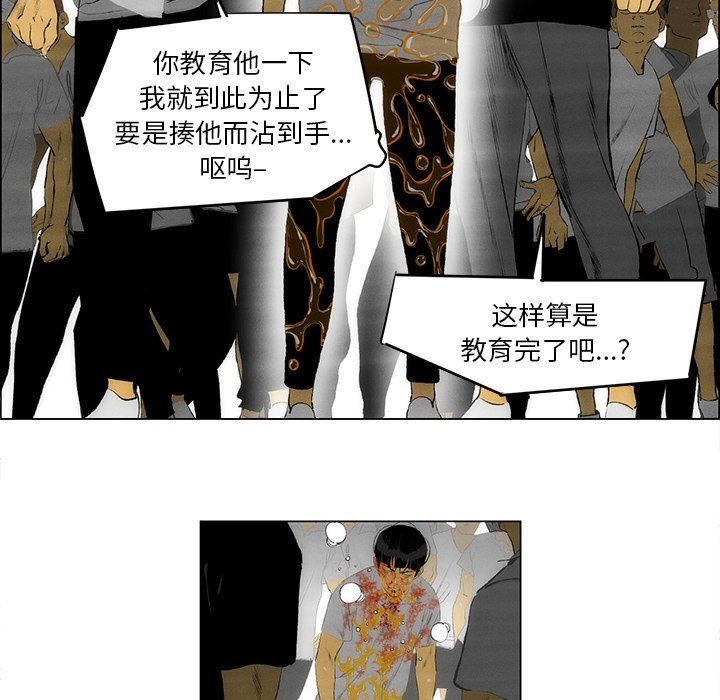 你教育他一下
我就到此为止了
要是揍他而沾到手...
呕呜–
这样算是
教育完了吧...?